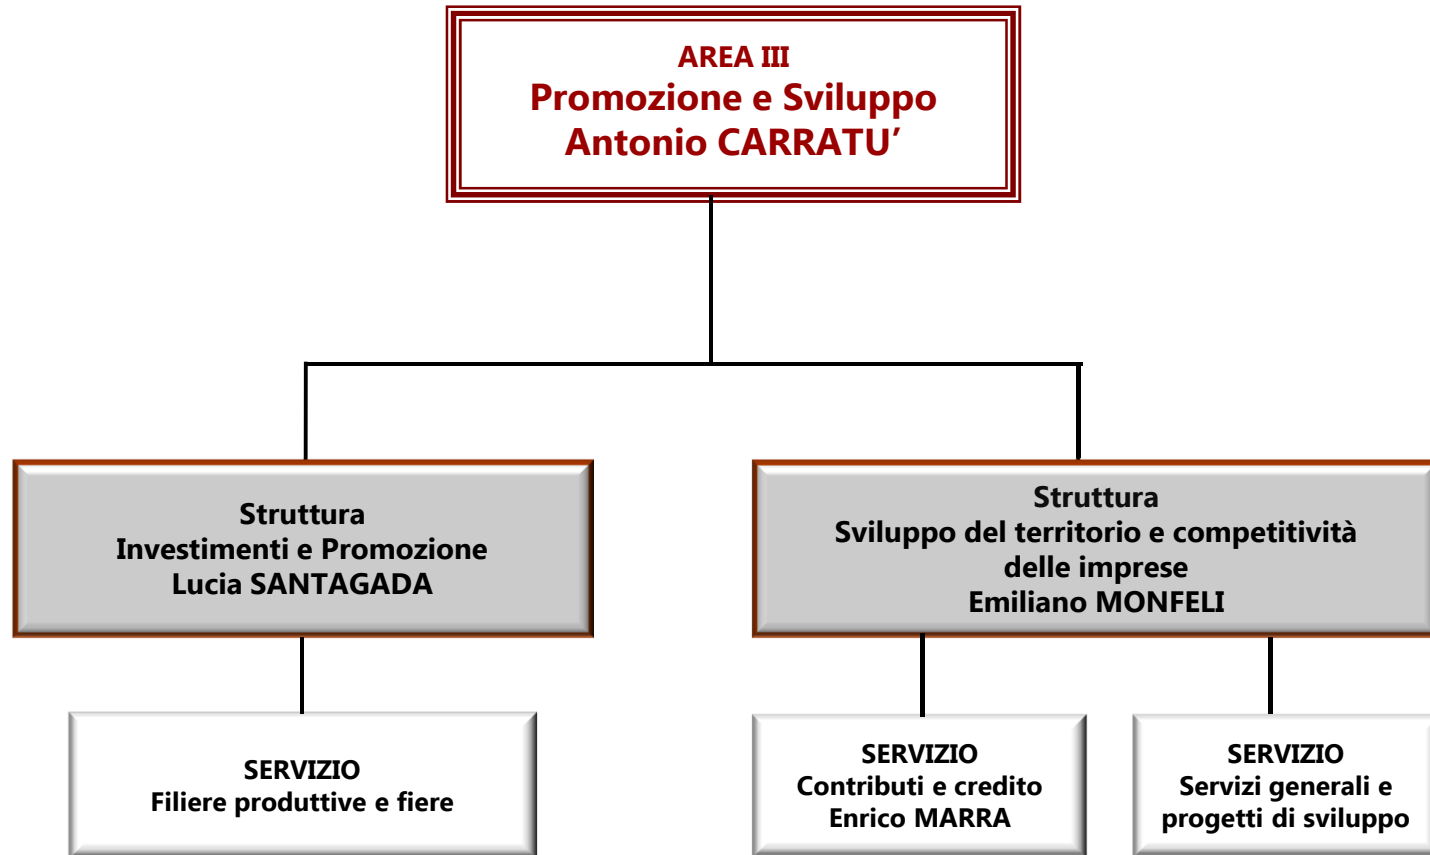 AREA III
Promozione e Sviluppo
Antonio CARRATU’
Struttura
Investimenti e Promozione
Lucia SANTAGADA
Struttura
Sviluppo del territorio e competitività
delle imprese
Emiliano MONFELI
SERVIZIO
Filiere produttive e fiere
SERVIZIO
Contributi e credito
Enrico MARRA
SERVIZIO
Servizi generali e
progetti di sviluppo